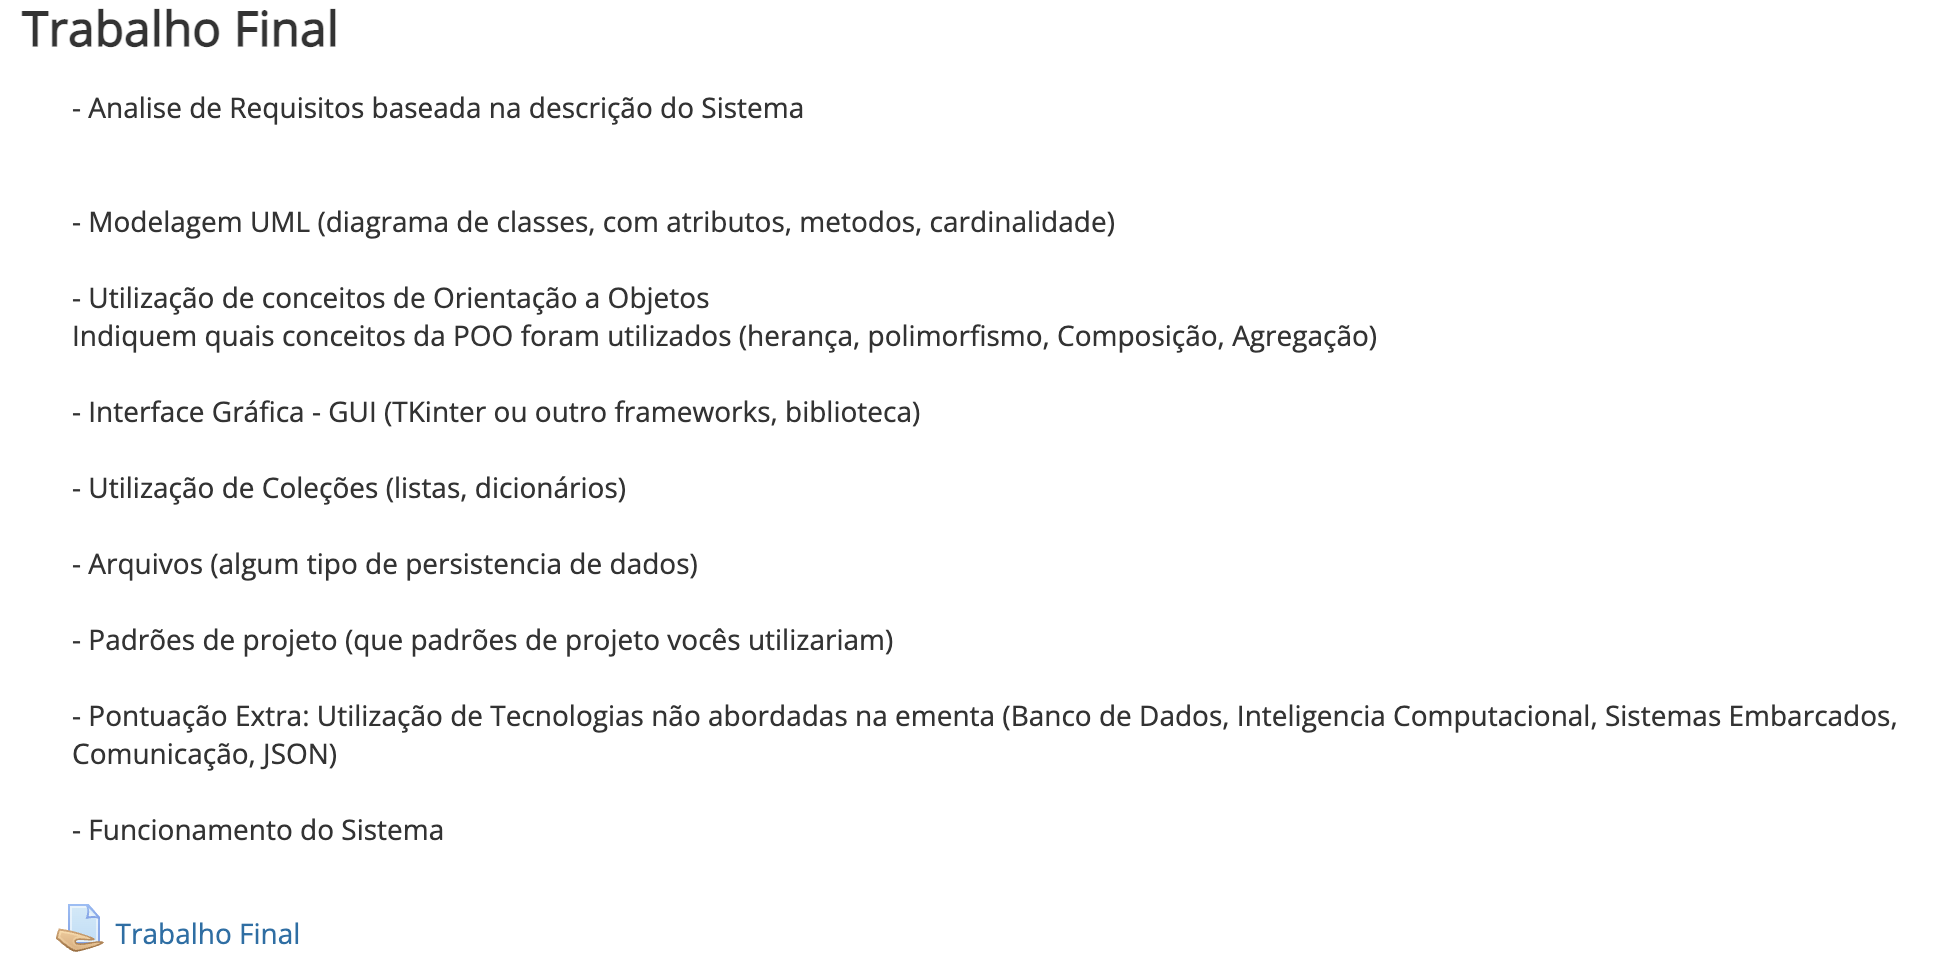 Trabalho Final
- Analise de Requisitos baseada na descrição do Sistema
- Modelagem UML (diagrama de classes, com atributos, metodos, cardinalidade)
- Utilização de conceitos de Orientação a Objetos
Indiquem quais conceitos da POO foram utilizados (herança, polimorfismo, Composição, Agregação)
- Interface Gráfica - GUI (TKinter ou outro frameworks, biblioteca)
- Utilização de Coleções (listas, dicionários)
- Arquivos (algum tipo de persistencia de dados)
- Padrões de projeto (que padrões de projeto vocês utilizariam)
- Pontuação Extra: Utilização de Tecnologias não abordadas na ementa (Banco de Dados, Inteligencia Computacional, Sistemas Embarcados,
Comunicação, JSON)
- Funcionamento do Sistema
Trabalho Final